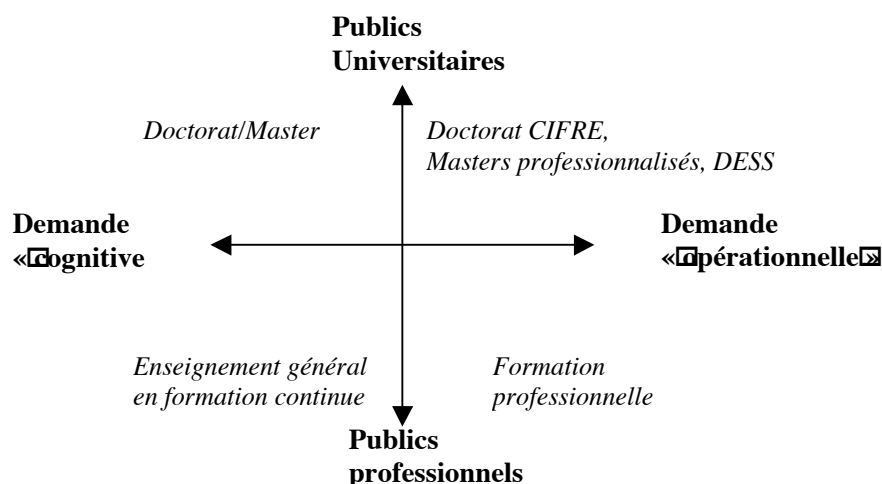 Publics
Universitaires
Doctorat/Master
Doctorat CIFRE,
Masters professionnalisés, DESS
Demande
« cognitive
Demande
« opérationnelle »
Enseignement général
en formation continue
Formation
professionnelle
Publics
professionnels